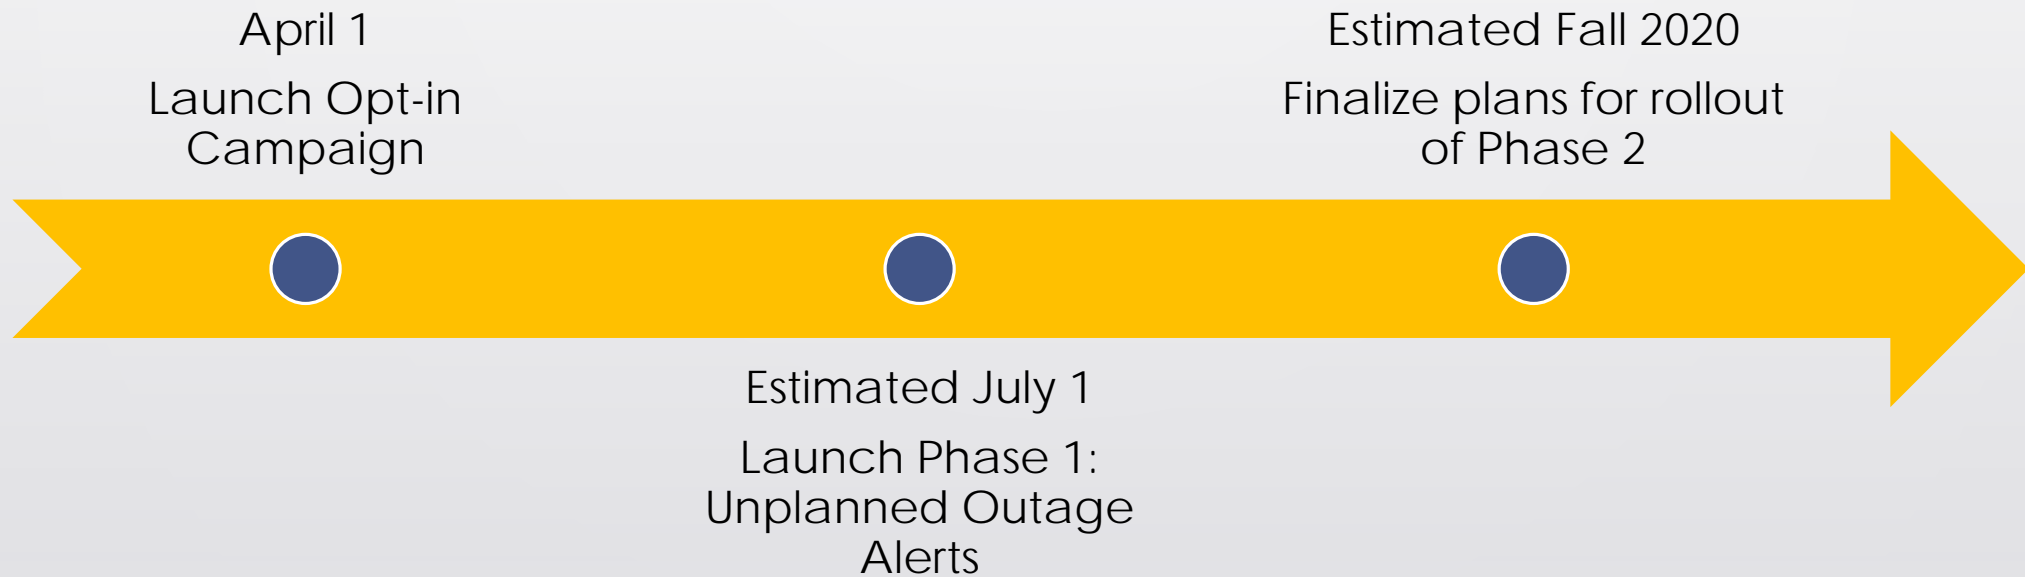 April 1
Launch Opt-in
Campaign
Estimated July 1
Launch Phase 1:
Unplanned Outage
Alerts
Estimated Fall 2020
Finalize plans for rollout
of Phase 2